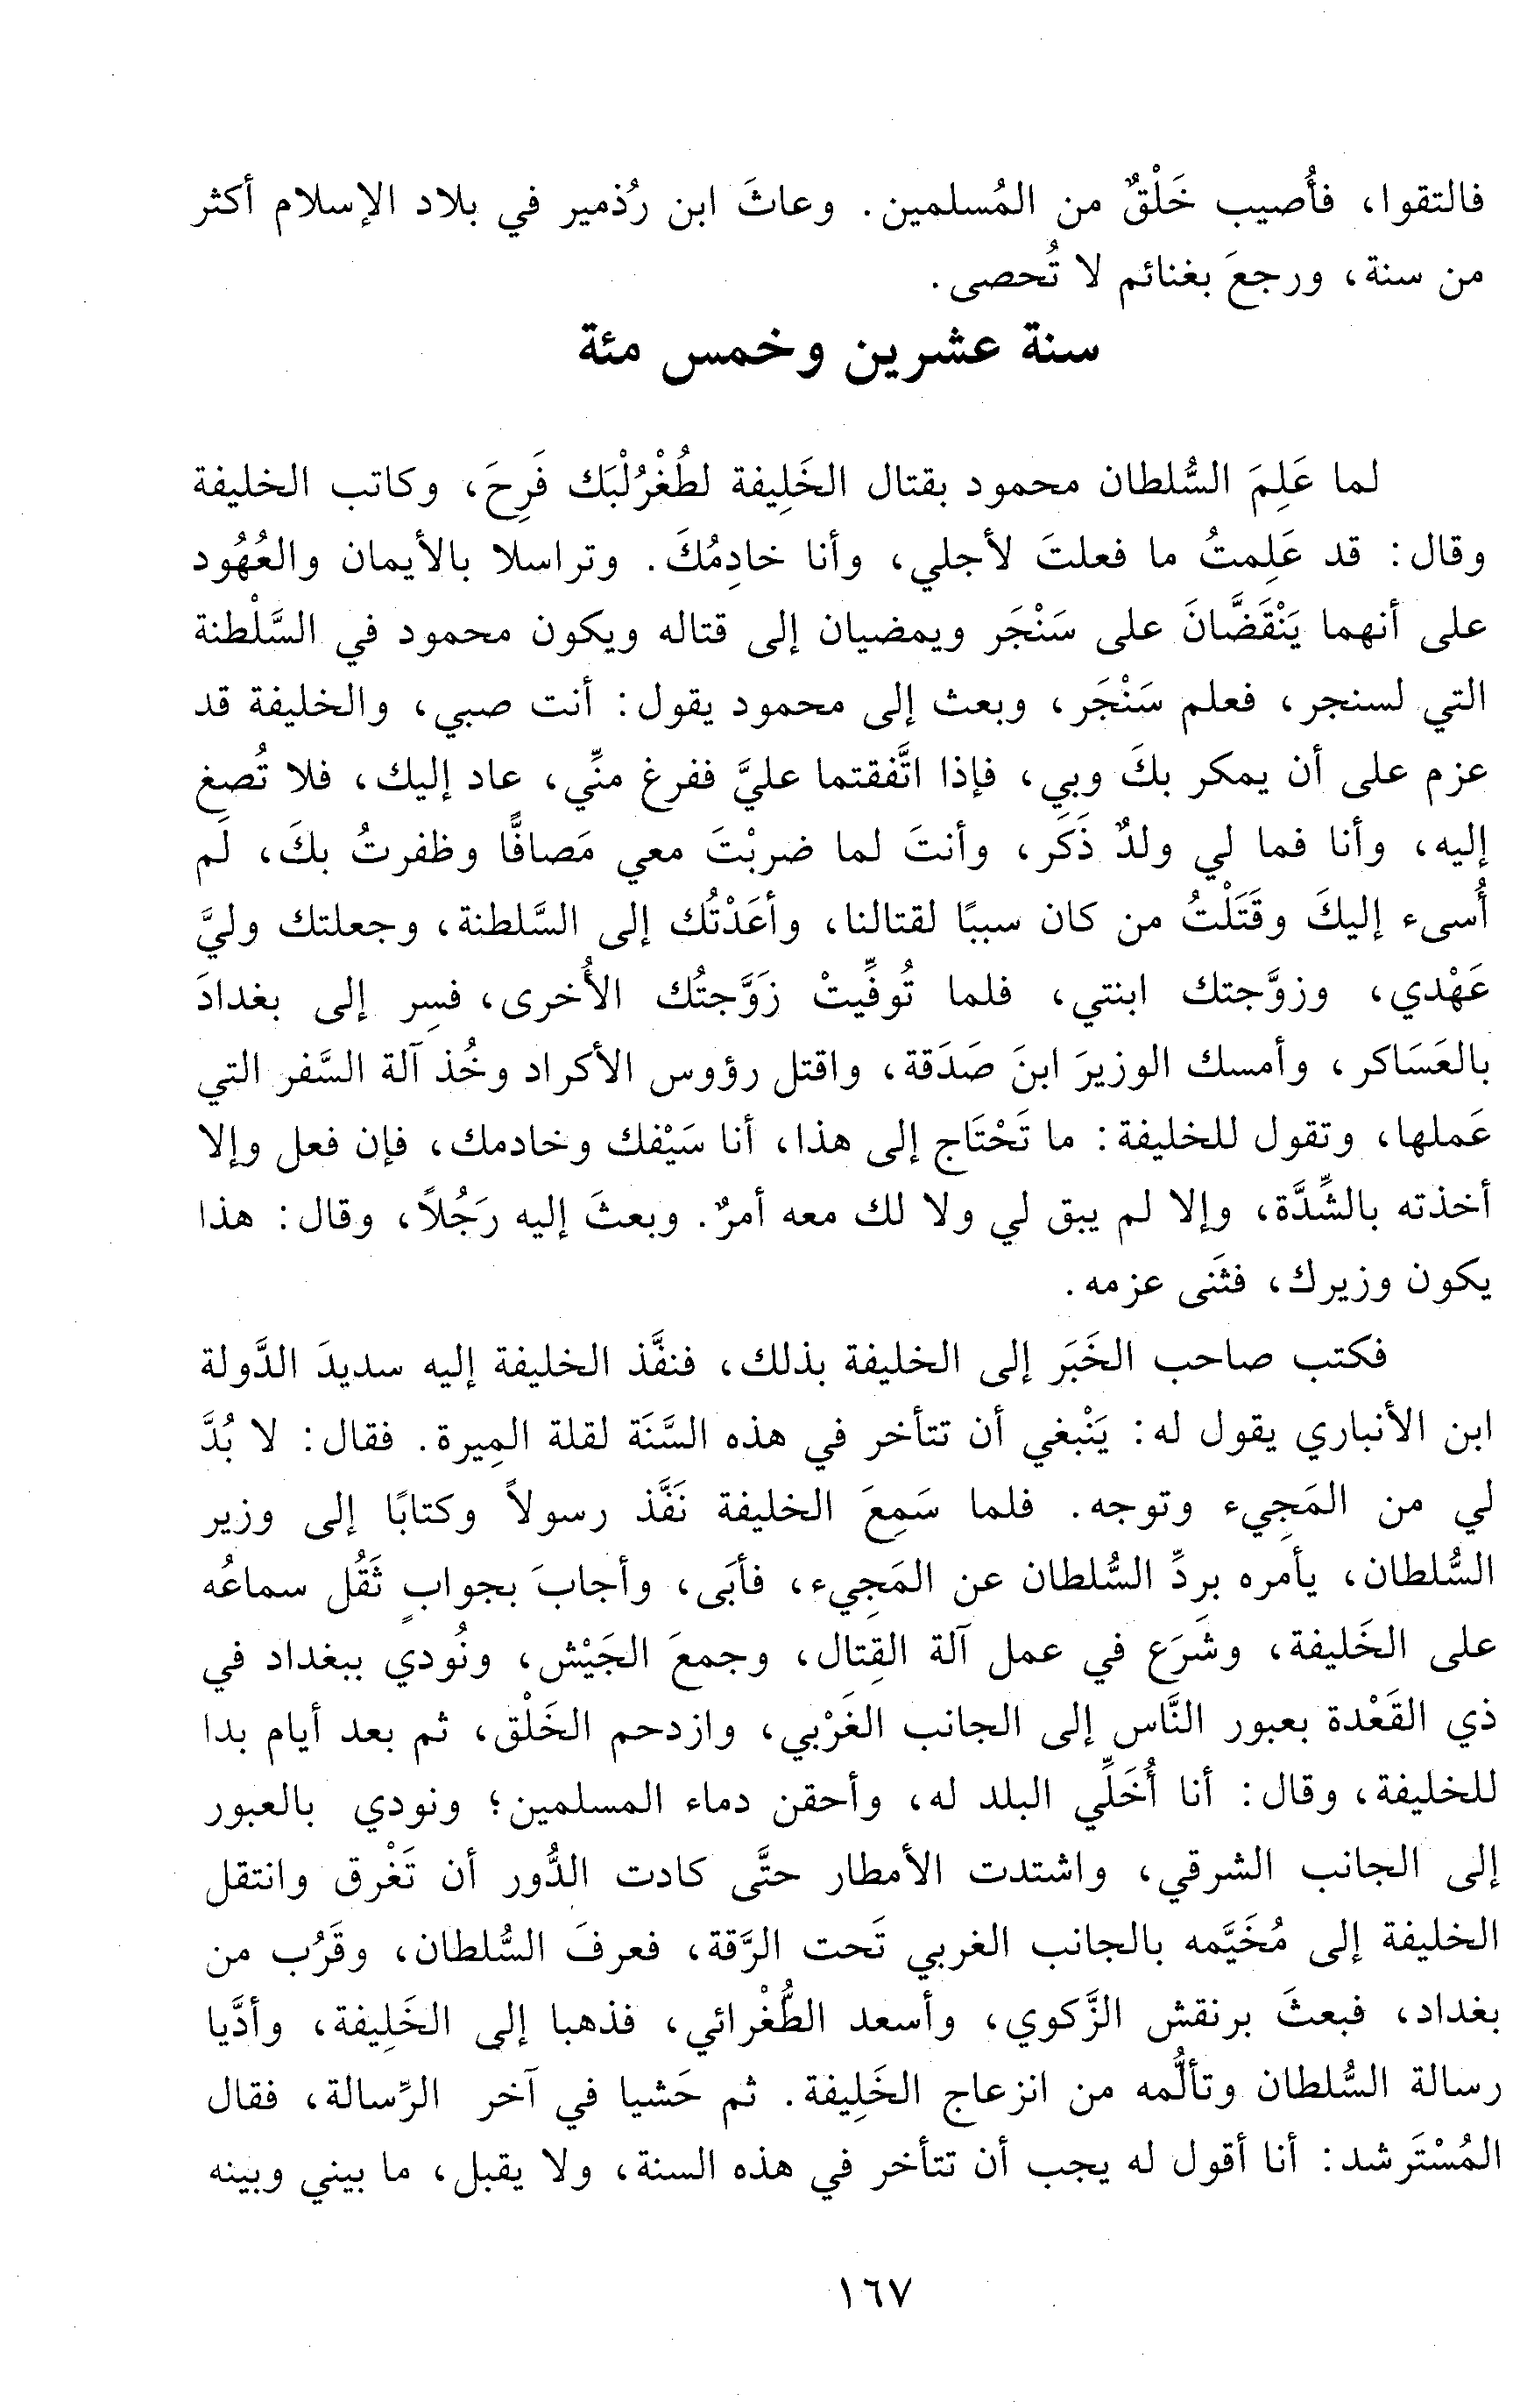 فالتقوا، فأُصيب خَلْقٌ من المُسلمين. وعاثَ ابن رُذمير في بلاد الإسلام أكثر
من سنة، ورجعَ بغنائم لا تُحصى.
سنة عشرين وخمس مئة
لما عَلِمَ السُّلطان محمود بقتال الخَلِيفة لطُغْرُلْبَك فَرِحَ، وكاتب الخليفة
وقال: قد عَلِمتُ ما فعلتَ لأجلي، وأنا خادِمُكَ. وتراسلا بالأيمان والعُهُود
على أنهما يَنْقَضَّانَ على سَنْجَر ويمضيان إلى قتاله ويكون محمود في السَّلْطنة
التي لسنجر، فعلم سَنْجَر، وبعث إلى محمود يقول: أنت صبي، والخليفة قد
عزم على أن يمكر بكَ وبي، فإذا اتَّفقتما عليَّ ففرغ منِّي، عاد إليك، فلا تُصغِ
إليه، وأنا فما لي ولدٌ ذَكَر، وأنتَ لما ضربْتَ معي مَصافًّا وظفرتُ بكَ، لَم
أُسىء إليكَ وقَتَلْتُ من كان سببًا لقتالنا، وأعَدْتُك إلى السَّلطنة، وجعلتك وليَّ
عَهْدي، وزوَّجتك ابنتي، فلما تُوفِّيتْ زَوَّجتُك الأُخرى، فسِر إلى بغدادَ
بالعَسَاكر، وأمسك الوزيرَ ابنَ صَدَقة، واقتل رؤوس الأكراد وخُذ آلة السَّفر التي
عَملها، وتقول للخليفة: ما تَحْتَاج إلى هذا، أنا سَيْفك وخادمك، فإن فعل وإلا
أخذته بالشِّدَّة، وإلا لم يبق لي ولا لك معه أمرٌ. وبعثَ إليه رَجُلاً، وقال: هذا
يكون وزيرك، فثَنى عزمه.
فكتب صاحب الخَبَر إلى الخليفة بذلك، فنفَّذ الخليفة إليه سديدَ الدَّولة
ابن الأنباري يقول له: يَنْبغي أن تتأخر في هذه السَّنَة لقلة المِيرة. فقال: لا بُدَّ
لي من المَجِيء وتوجه. فلما سَمِعَ الخليفة نَفَّذ رسولاً وكتابًا إلى وزير
السُّلطان، يأمره بردِّ السُّلطان عن المَجِيء، فأبَى، وأجابَ بجوابٍ ثَقُل سماعُه
على الخَليفة، وشَرَع في عمل آلة القِتال، وجمعَ الجَيْش، ونُودي ببغداد في
ذي القَعْدة بعبور النَّاس إلى الجانب الغَرْبي، وازدحم الخَلْق، ثم بعد أيام بدا
للخليفة، وقال: أنا أُخَلِّي البلد له، وأحقن دماء المسلمين؛ ونودي بالعبور
إلى الجانب الشرقي، واشتدت الأمطار حتَّى كادت الدُّور أن تَغْرق وانتقل
الخليفة إلى مُخَيَّمه بالجانب الغربي تَحت الرَّقة، فعرفَ السُّلطان، وقَرُب من
بغداد، فبعثَ برنقش الزَّكوي، وأسعد الطُّغْرائي، فذهبا إلى الخَلِيفة، وأدَّيا
رسالة السُّلطان وتألُّمه من انزعاج الخَلِيفة. ثم حَشيا في آخر الرِّسالة، فقال
المُسْتَرشد: أنا أقول له يجب أن تتأخر في هذه السنة، ولا يقبل، ما بيني وبينه
١٦٧